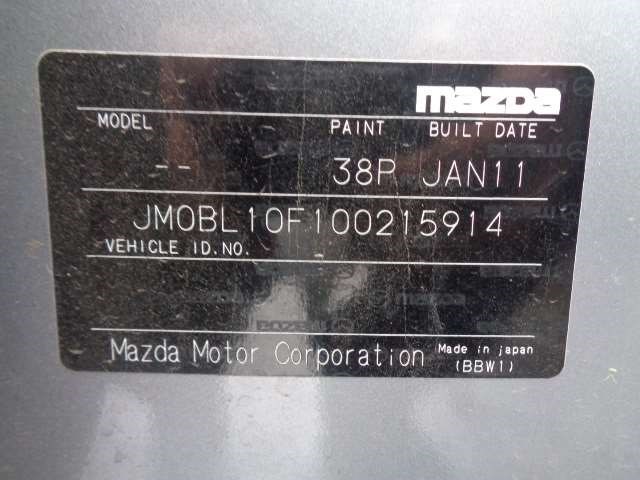 mazda
MODEL PAINT BUILT DATE
-- 38P JAN11
JM0BL10F100215914
VEHICLE ID.NO.
Mazda Motor Corporation Made in japan
(BBW1)